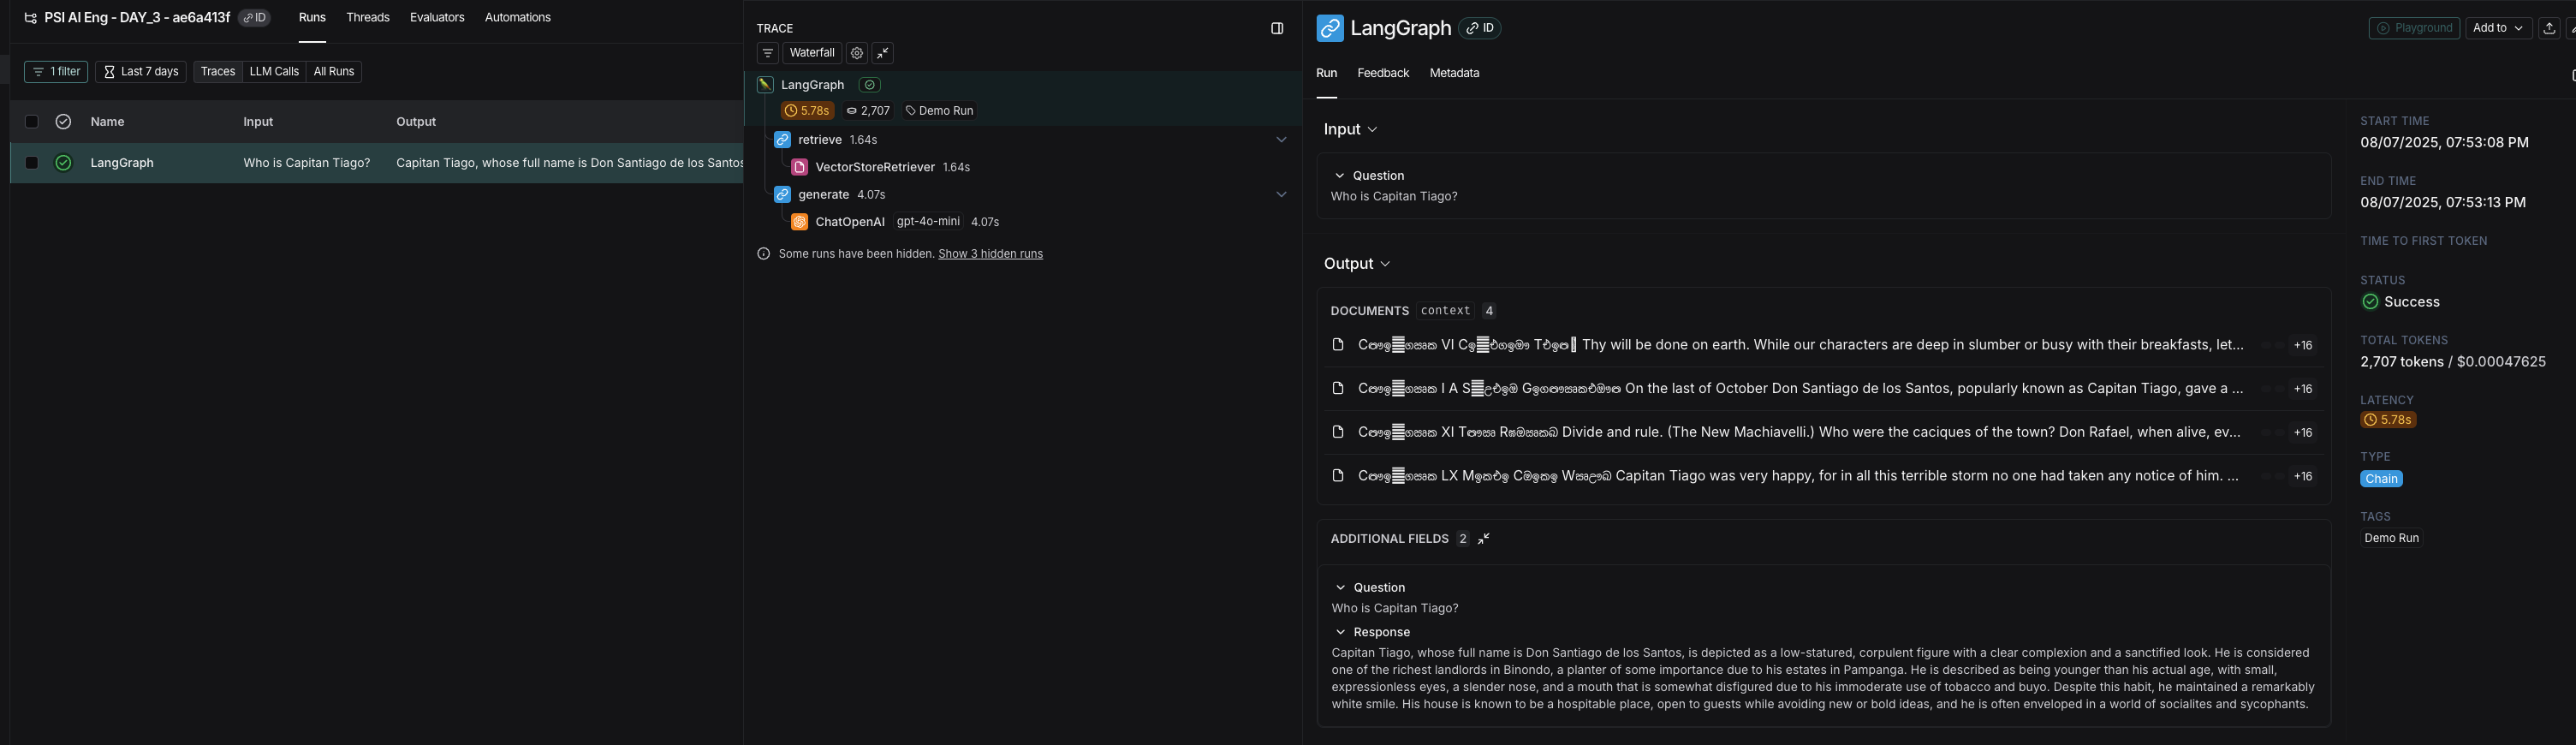 PSI AI Eng - DAY_3 - ae6a413f ID Runs Threads Evaluators Automations
1 filter Last 7 days Traces LLM Calls All Runs
Name Input Output
LangGraph Who is Capitan Tiago? Capitan Tiago, whose full name is Don Santiago de los Santos
TRACE
Waterfall
LangGraph
5.78s 2,707 Demo Run
retrieve 1.64s
VectorStoreRetriever 1.64s
generate 4.07s
ChatOpenAI gpt-4o-mini 4.07s
Some runs have been hidden. Show 3 hidden runs
LangGraph ID
Playground Add to
Run Feedback Metadata
Input
Question
Who is Capitan Tiago?
Output
DOCUMENTS context 4
VI Thy will be done on earth. While our characters are deep in slumber or busy with their breakfasts, let... +16
I A On the last of October Don Santiago de los Santos, popularly known as Capitan Tiago, gave a ... +16
XI Divide and rule. (The New Machiavelli.) Who were the caciques of the town? Don Rafael, when alive, ev... +16
LX Capitan Tiago was very happy, for in all this terrible storm no one had taken any notice of him. ... +16
ADDITIONAL FIELDS 2
Question
Who is Capitan Tiago?
Response
Capitan Tiago, whose full name is Don Santiago de los Santos, is depicted as a low-statured, corpulent figure with a clear complexion and a sanctified look. He is considered
one of the richest landlords in Binondo, a planter of some importance due to his estates in Pampanga. He is described as being younger than his actual age, with small,
expressionless eyes, a slender nose, and a mouth that is somewhat disfigured due to his immoderate use of tobacco and buyo. Despite this habit, he maintained a remarkably
white smile. His house is known to be a hospitable place, open to guests while avoiding new or bold ideas, and he is often enveloped in a world of socialites and sycophants.
START TIME
08/07/2025, 07:53:08 PM
END TIME
08/07/2025, 07:53:13 PM
TIME TO FIRST TOKEN
STATUS
Success
TOTAL TOKENS
2,707 tokens / $0.00047625
LATENCY
5.78s
TYPE
Chain
TAGS
Demo Run